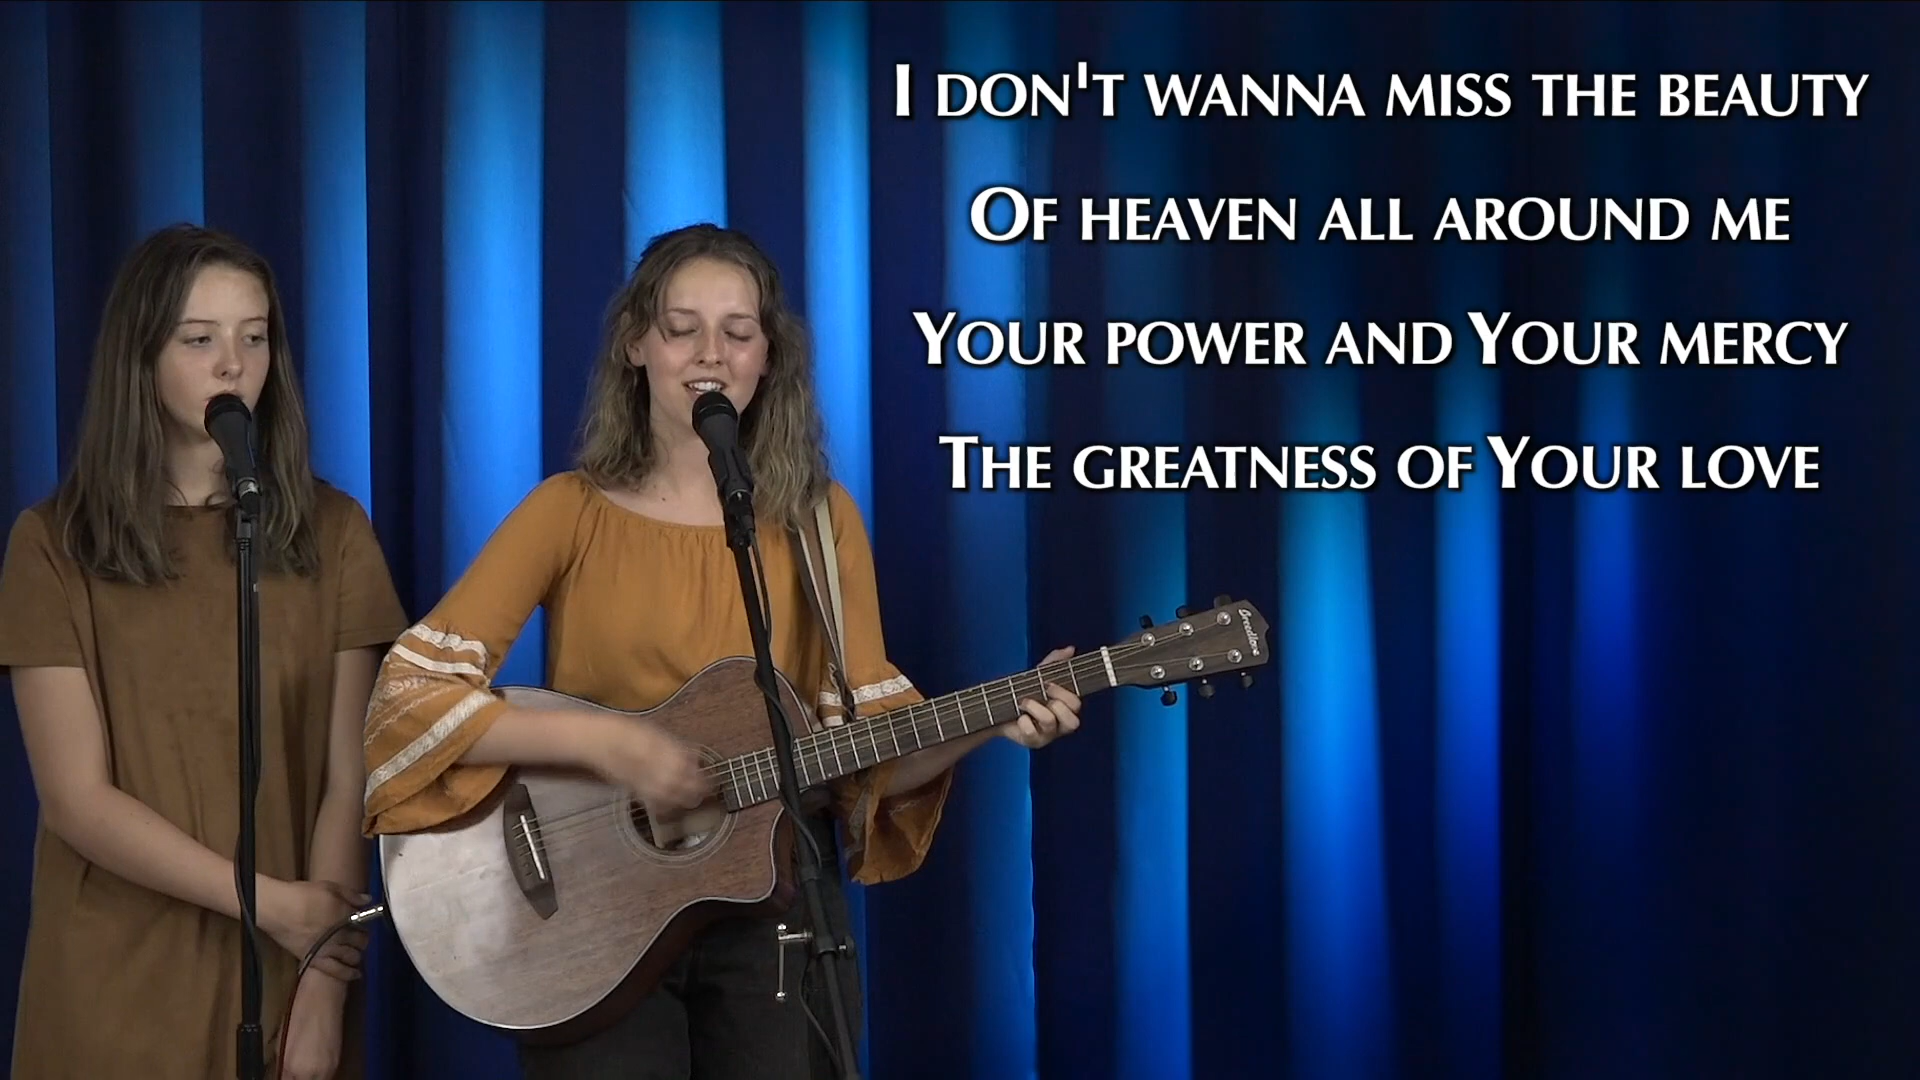 I DON'T WANNA MISS THE BEAUTY
OF HEAVEN ALL AROUND ME
YOUR POWER AND YOUR MERCY
THE GREATNESS OF YOUR LOVE
Breedlove